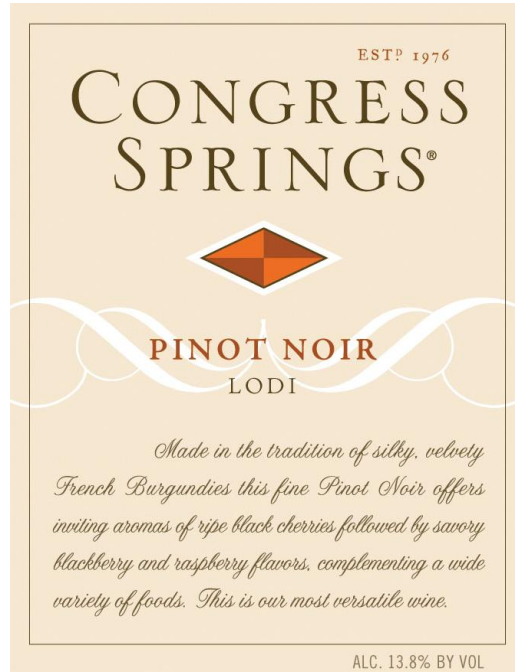 ESTD 1976
CONGRESS
SPRINGS®
PINOT NOIR
LODI
Made in the tradition of silky, velvety
French Burgundies this fine Pinot Noir offers
inviting aromas of ripe black cherries followed by savory
blackberry and raspberry flavors, complementing a wide
variety of foods. This is our most versatile wine.
ALC. 13.8% BY VOL